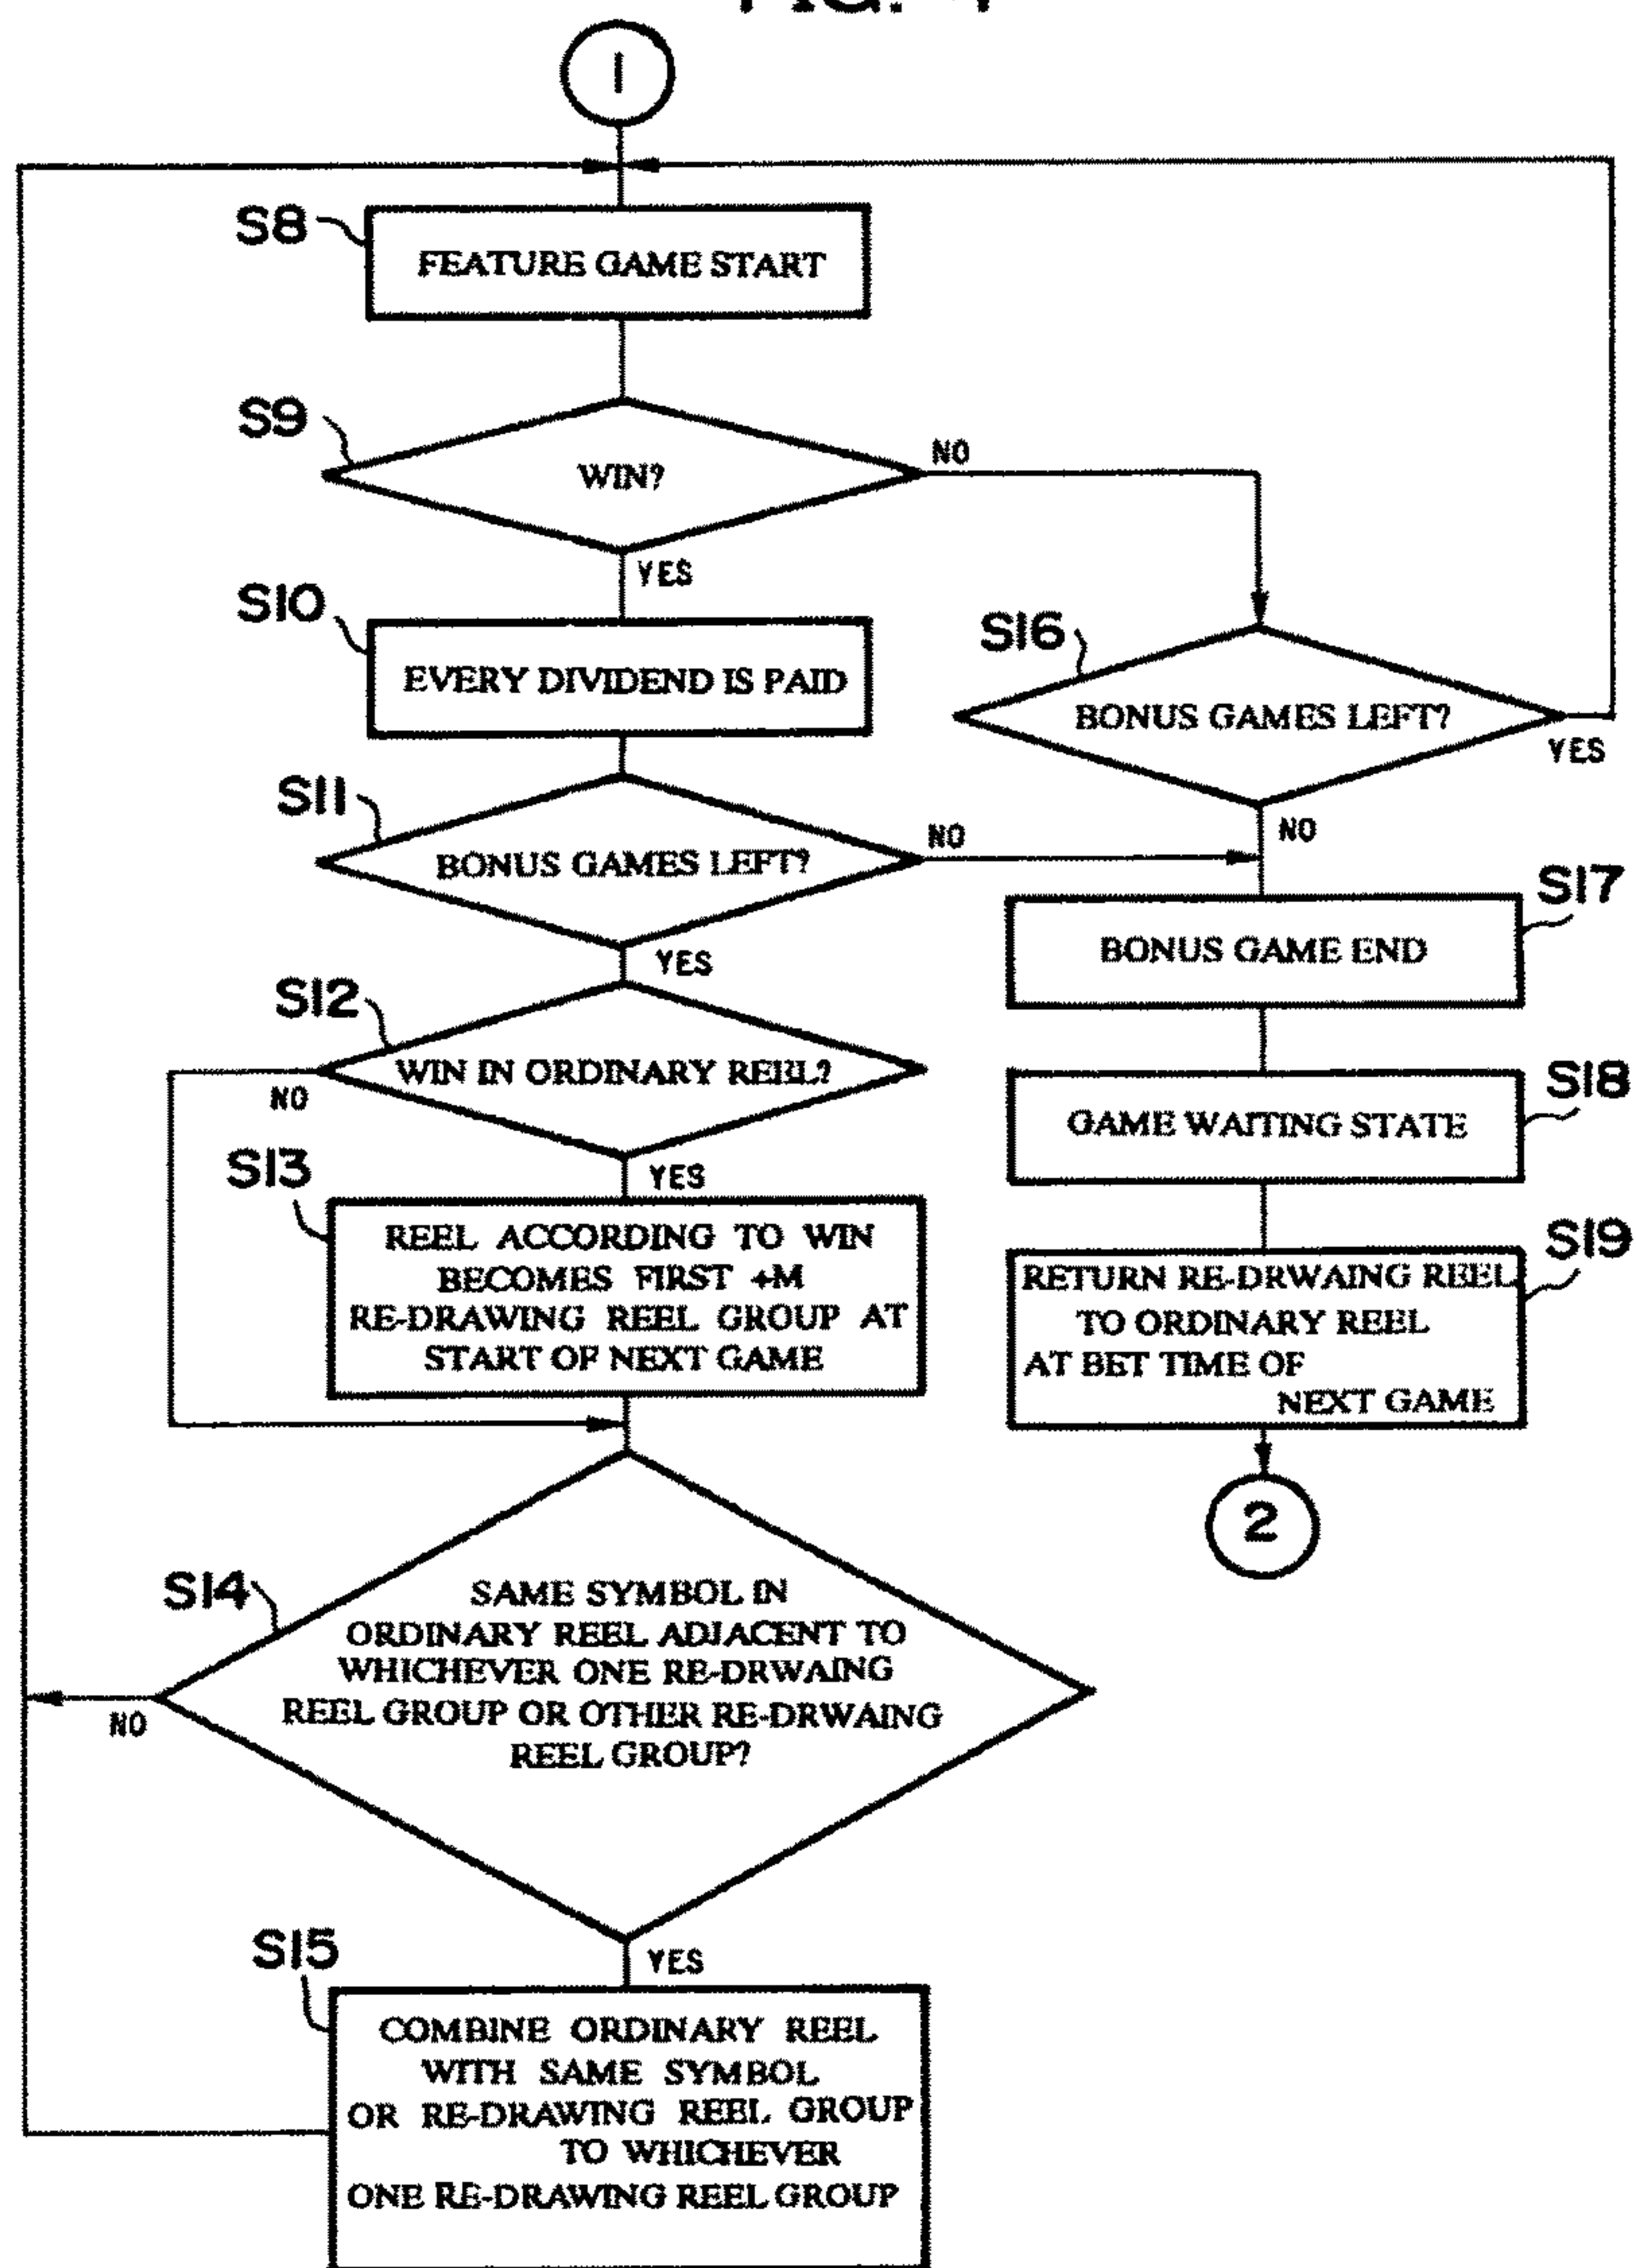 1
S8
FEATURE GAME START
S9
WIN?
NO
YES
S10
EVERY DIVIDEND IS PAID
S16
BONUS GAMES LEFT?
YES
NO
S11
BONUS GAMES LEFT?
NO
YES
S17
BONUS GAME END
S12
WIN IN ORDINARY REEL?
NO
YES
S18
GAME WAITING STATE
S13
REEL ACCORDING TO WIN
BECOMES FIRST +M
RE-DRAWING REEL GROUP AT
START OF NEXT GAME
S19
RETURN RE-DRWAING REEL
TO ORDINARY REEL
AT BET TIME OF
NEXT GAME
2
S14
SAME SYMBOL IN
ORDINARY REEL ADJACENT TO
WHICHEVER ONE RE-DRWAING
REEL GROUP OR OTHER RE-DRWAING
REEL GROUP?
NO
YES
S15
COMBINE ORDINARY REEL
WITH SAME SYMBOL
OR RE-DRAWING REEL GROUP
TO WHICHEVER
ONE RE-DRAWING REEL GROUP